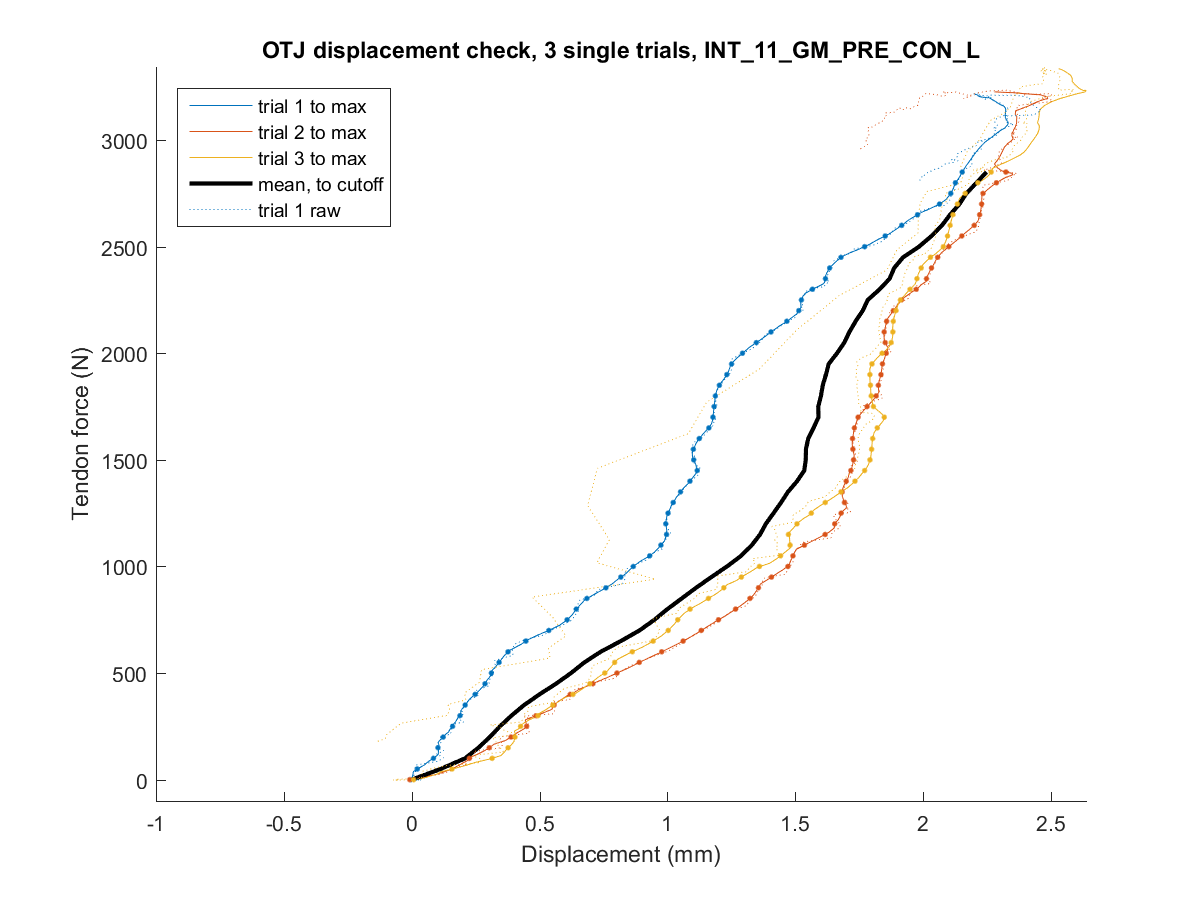 OTJ displacement check, 3 single trials, INT_11_GM_PRE_CON_L
trial 1 to max
trial 2 to max
trial 3 to max
mean, to cutoff
trial 1 raw
3000
2500
2000
1500
1000
500
0
Tendon force (N)
-1
-0.5
0
0.5
1
1.5
2
2.5
Displacement (mm)